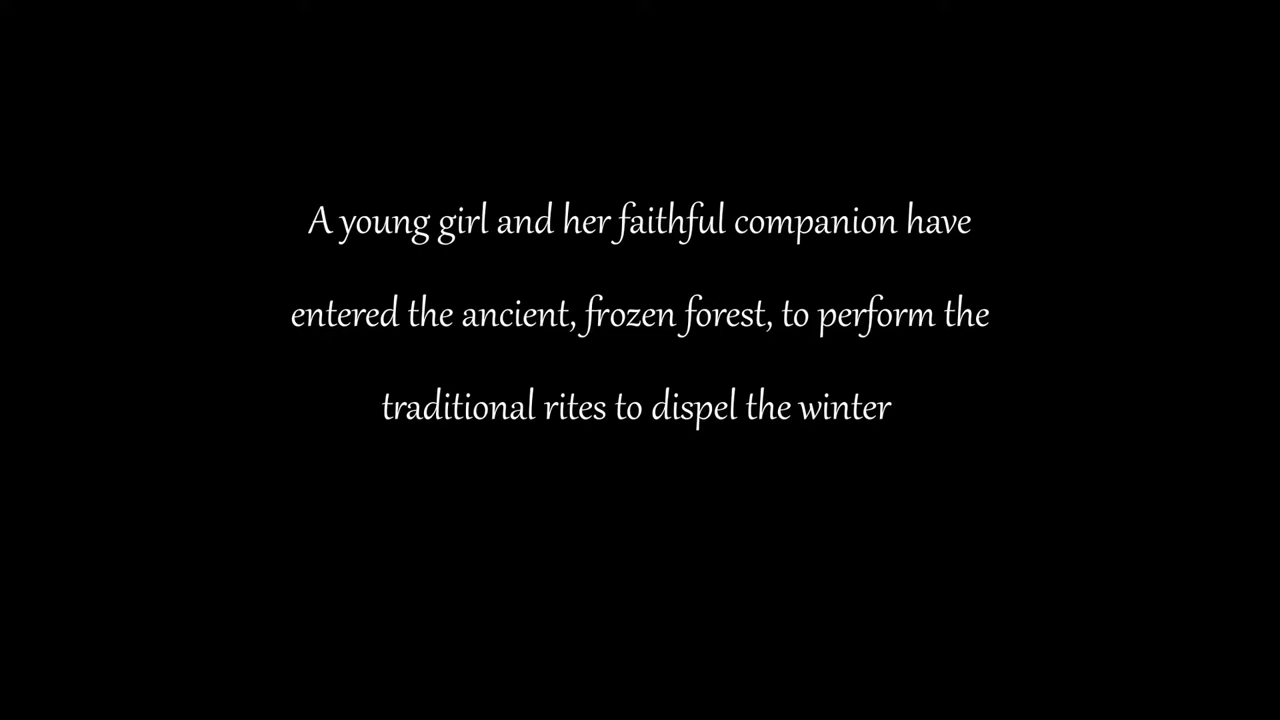 A young girl and her faithful companion have
entered the ancient, frozen forest, to perform the
traditional rites to dispel the winter